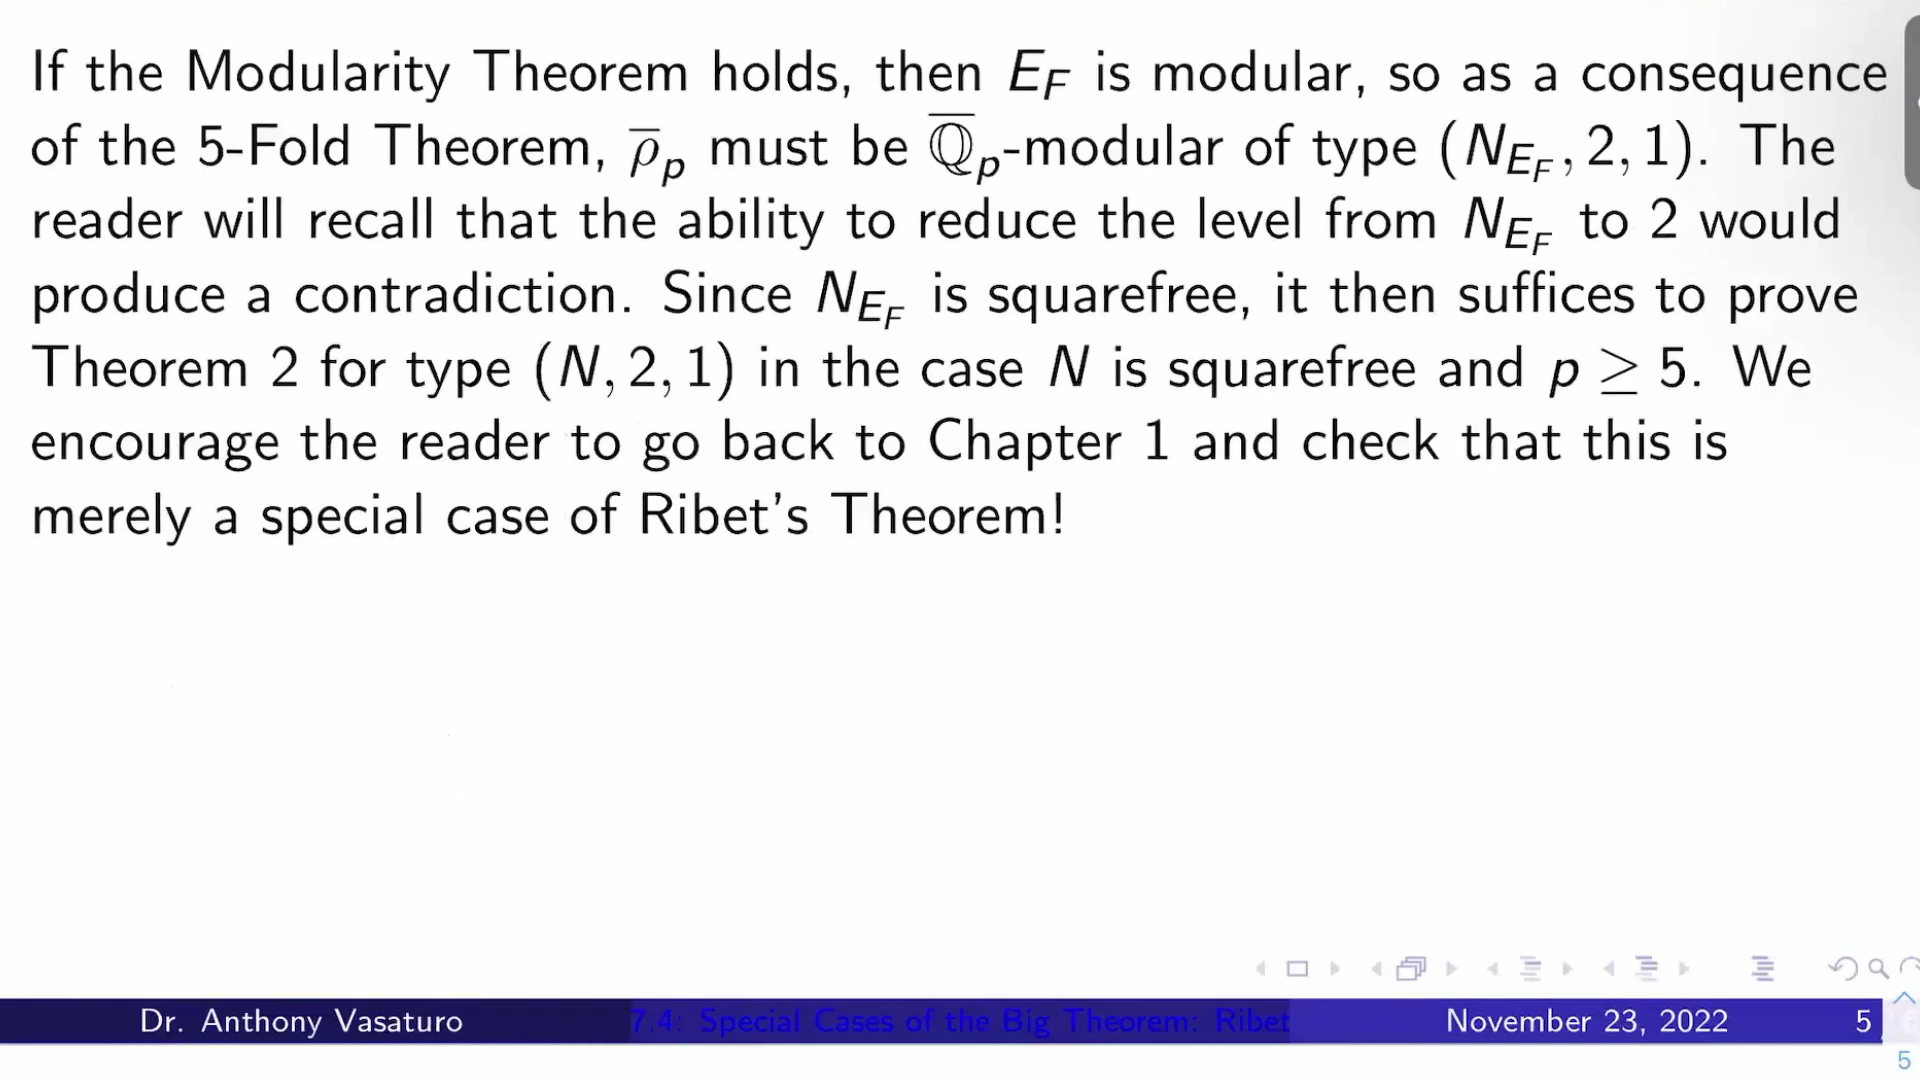 If the Modularity Theorem holds, then E_F is modular, so as a consequence
of the 5-Fold Theorem, ρ̅_p must be ℚ̅_p-modular of type (N_{E_F}, 2, 1). The
reader will recall that the ability to reduce the level from N_{E_F} to 2 would
produce a contradiction. Since N_{E_F} is squarefree, it then suffices to prove
Theorem 2 for type (N, 2, 1) in the case N is squarefree and p ≥ 5. We
encourage the reader to go back to Chapter 1 and check that this is
merely a special case of Ribet's Theorem!
Dr. Anthony Vasaturo 7.4: Special Cases of the Big Theorem: Ribet November 23, 2022 5
5